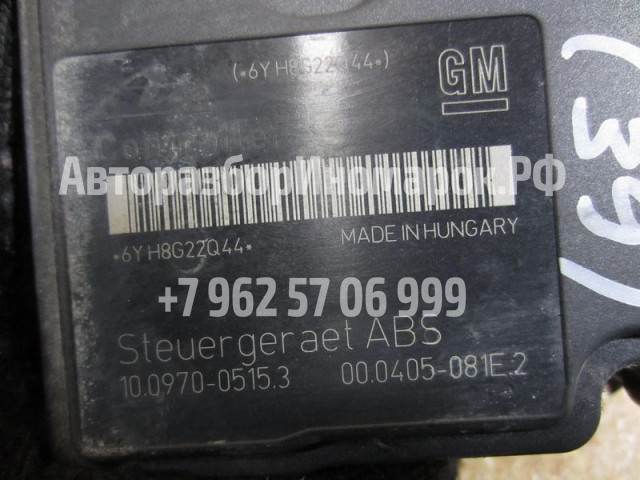 (•6YH8G22Q44•)
GM
АвторазборИномарок.РФ
•6YH8G22Q44•
MADE IN HUNGARY
+7 962 57 06 999
Steuergeraet ABS
10.0970-0515.3 00.0405-081E.2
(39)